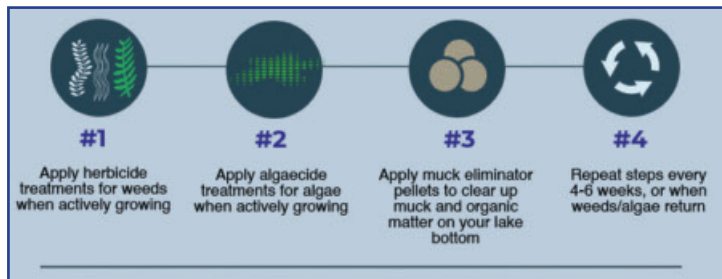 #1
Apply herbicide
treatments for weeds
when actively growing
#2
Apply algaecide
treatments for algae
when actively growing
#3
Apply muck eliminator
pellets to clear up
muck and organic
matter on your lake
bottom
#4
Repeat steps every
4-6 weeks, or when
weeds/algae return